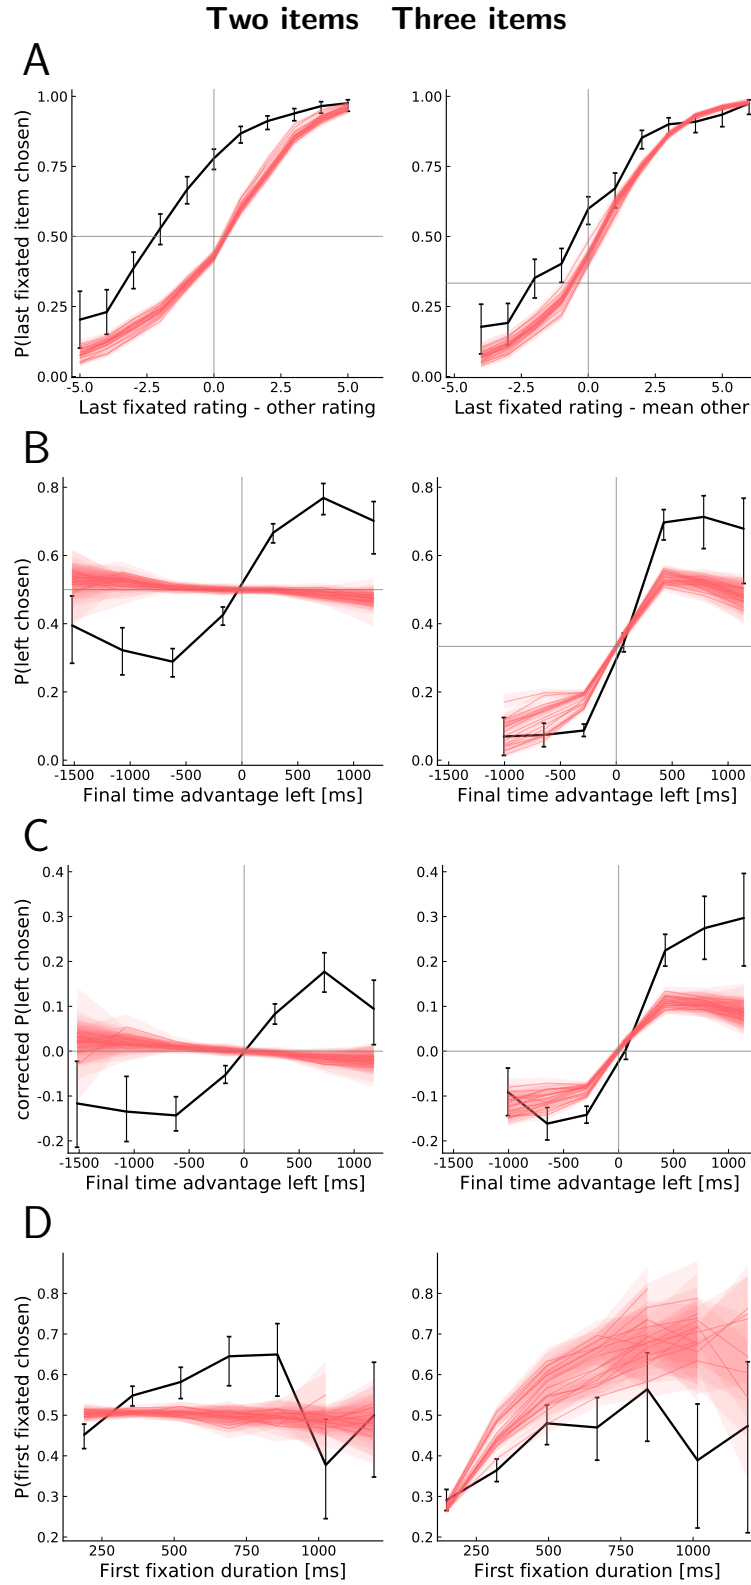 Two items Three items
A
P(last fixated item chosen)
1.00
0.75
0.50
0.25
0.00
-5.0 -2.5 0.0 2.5 5.0
Last fixated rating - other rating
1.00
0.75
0.50
0.25
0.00
-5.0 -2.5 0.0 2.5 5.0
Last fixated rating - mean other
B
P(left chosen)
0.8
0.6
0.4
0.2
0.0
-1500 -1000 -500 0 500 1000
Final time advantage left [ms]
0.8
0.6
0.4
0.2
0.0
-1500 -1000 -500 0 500 1000
Final time advantage left [ms]
C
corrected P(left chosen)
0.4
0.3
0.2
0.1
0.0
-0.1
-0.2
-1500 -1000 -500 0 500 1000
Final time advantage left [ms]
0.4
0.3
0.2
0.1
0.0
-0.1
-0.2
-1500 -1000 -500 0 500 1000
Final time advantage left [ms]
D
P(first fixated chosen)
0.8
0.7
0.6
0.5
0.4
0.3
0.2
250 500 750 1000
First fixation duration [ms]
0.8
0.7
0.6
0.5
0.4
0.3
0.2
250 500 750 1000
First fixation duration [ms]